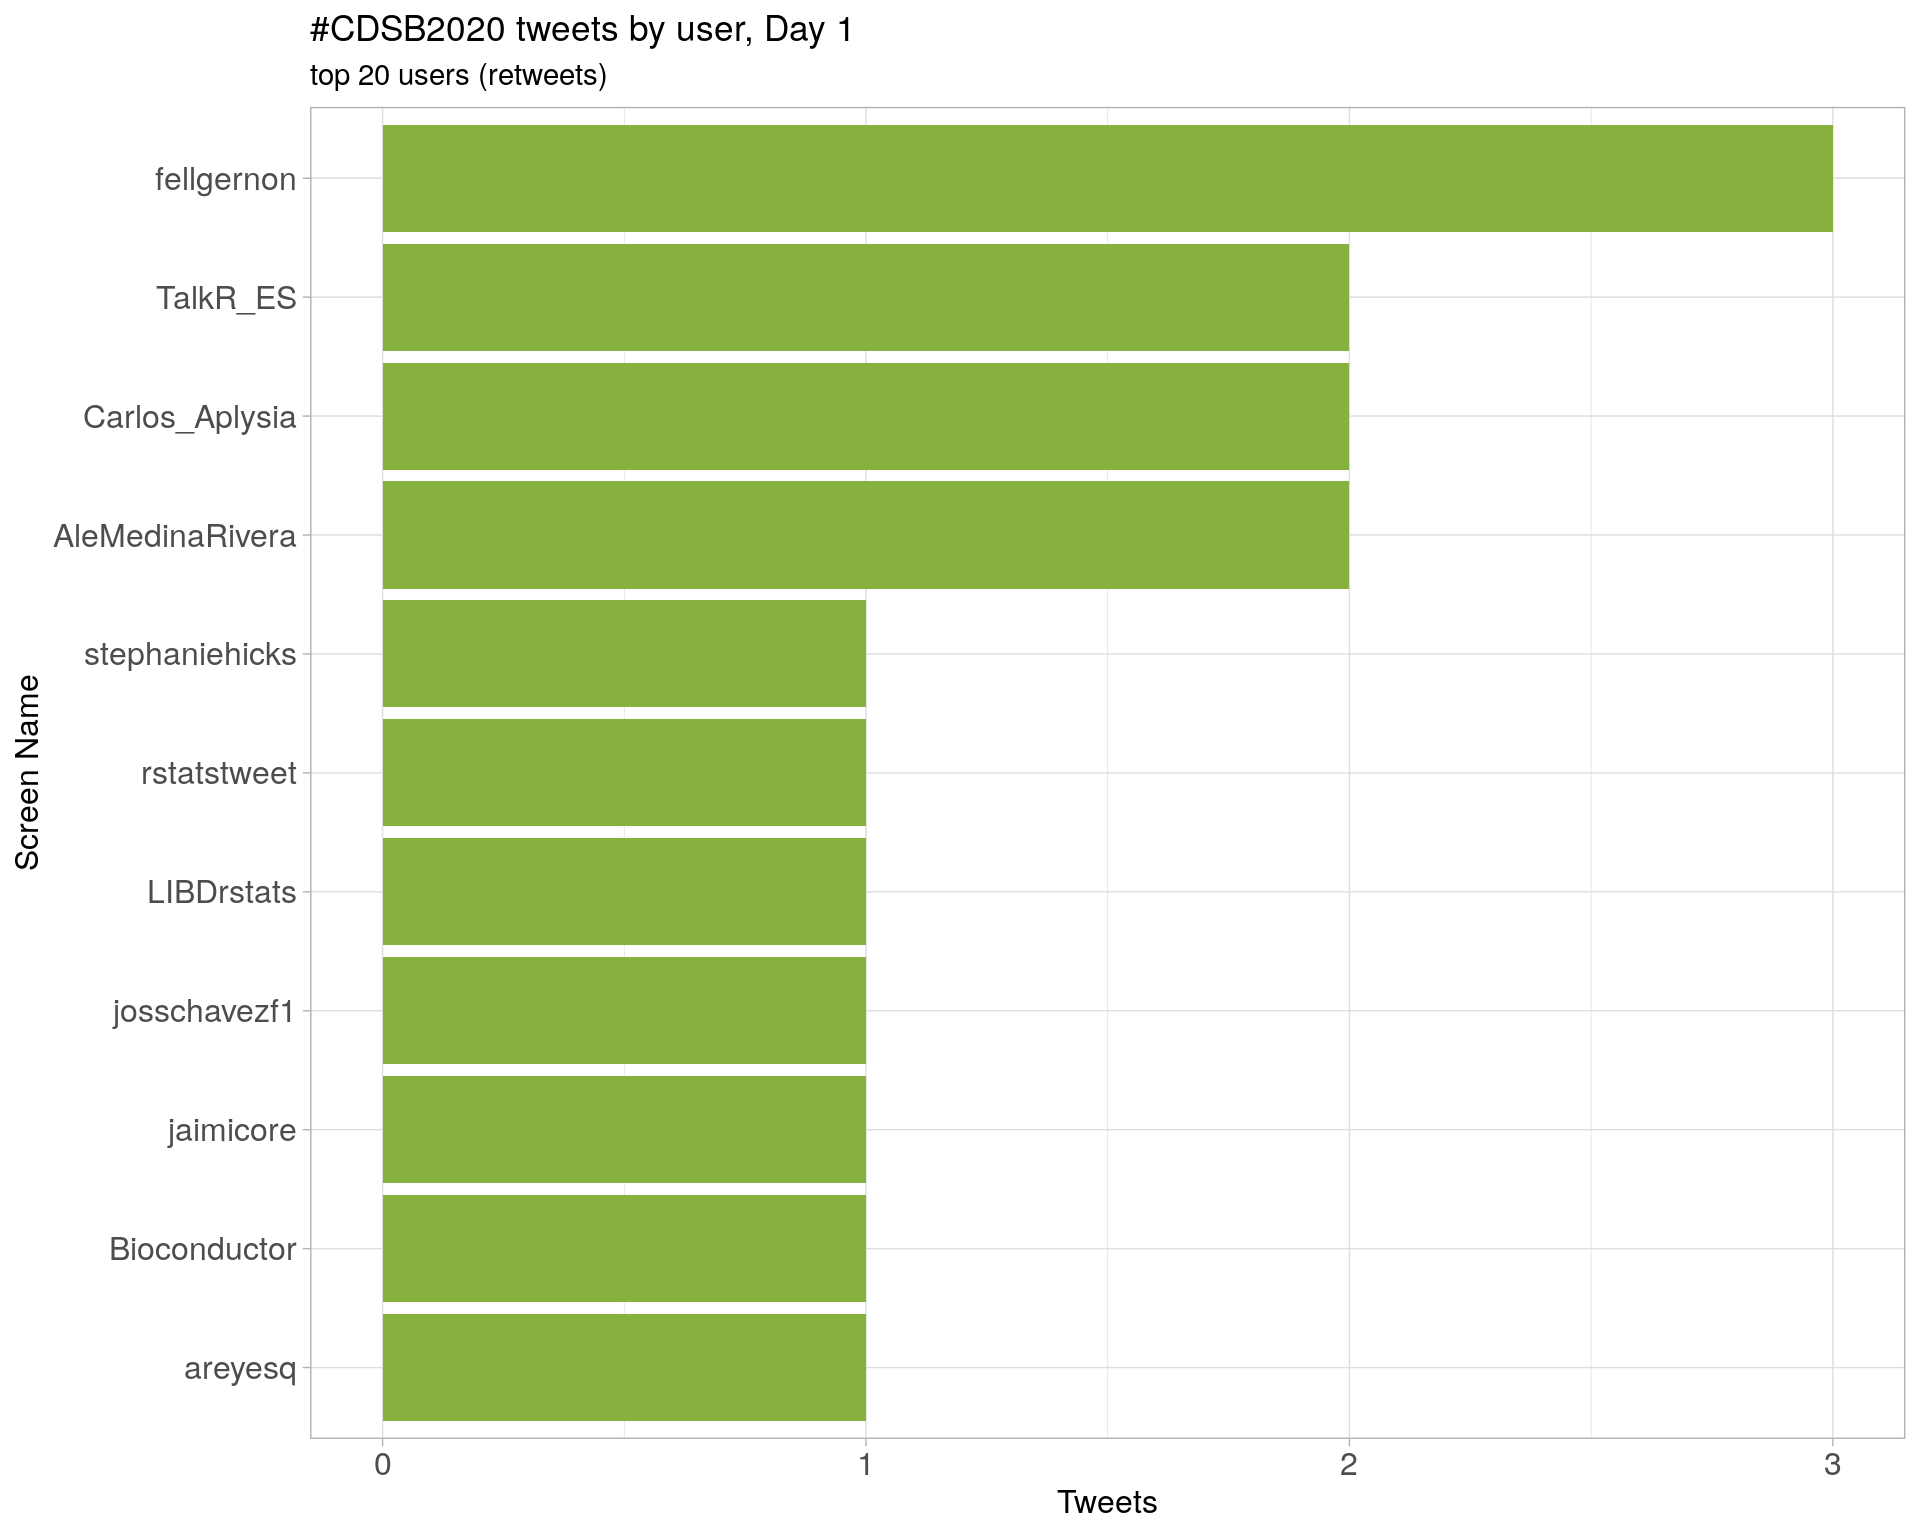 #CDSB2020 tweets by user, Day 1
top 20 users (retweets)
Screen Name
fellgernon
TalkR_ES
Carlos_Aplysia
AleMedinaRivera
stephaniehicks
rstatstweet
LIBDrstats
josschavezf1
jaimicore
Bioconductor
areyesq
0 1 2 3
Tweets